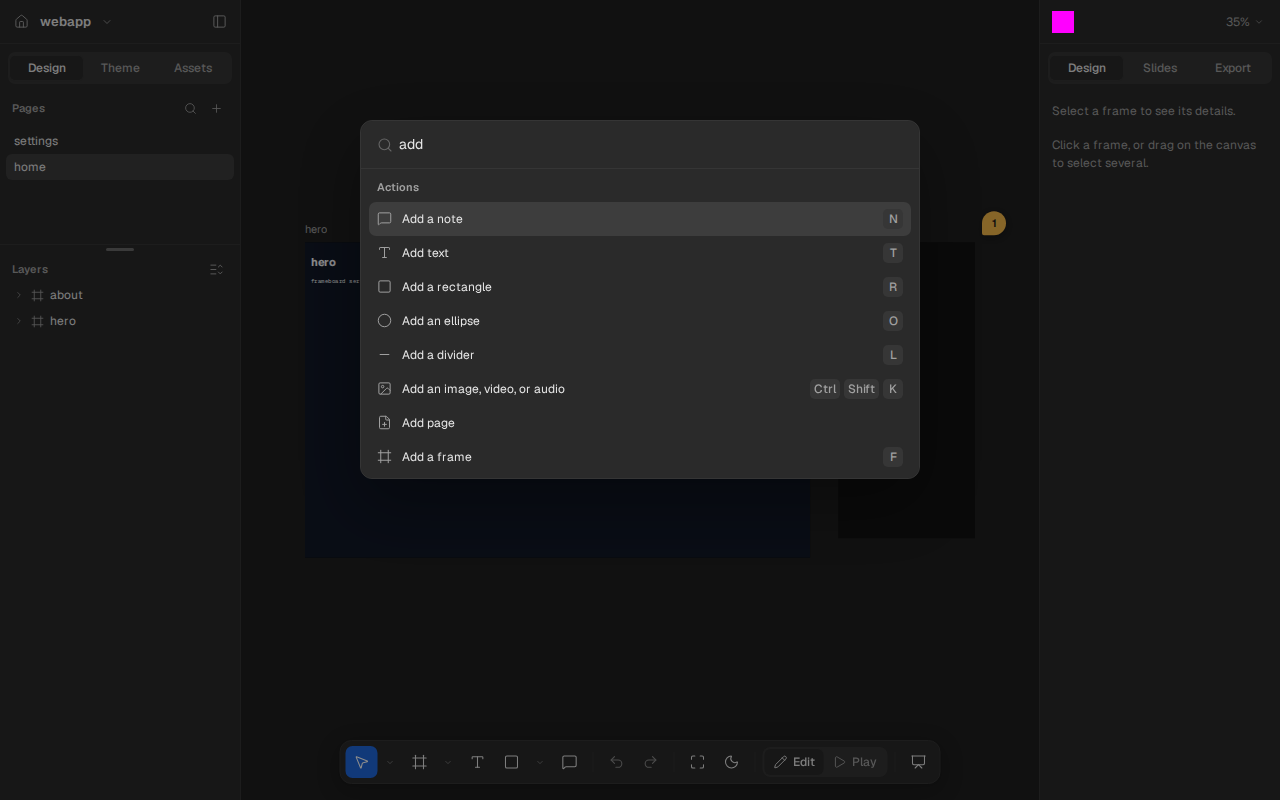 webapp
35%
Design Theme Assets
Design Slides Export
Pages
settings
home
Select a frame to see its details.
Click a frame, or drag on the canvas
to select several.
add
Actions
Add a note N
Add text T
Add a rectangle R
Add an ellipse O
Add a divider L
Add an image, video, or audio Ctrl Shift K
Add page
Add a frame F
hero
1
hero
Layers
about
hero
Edit Play